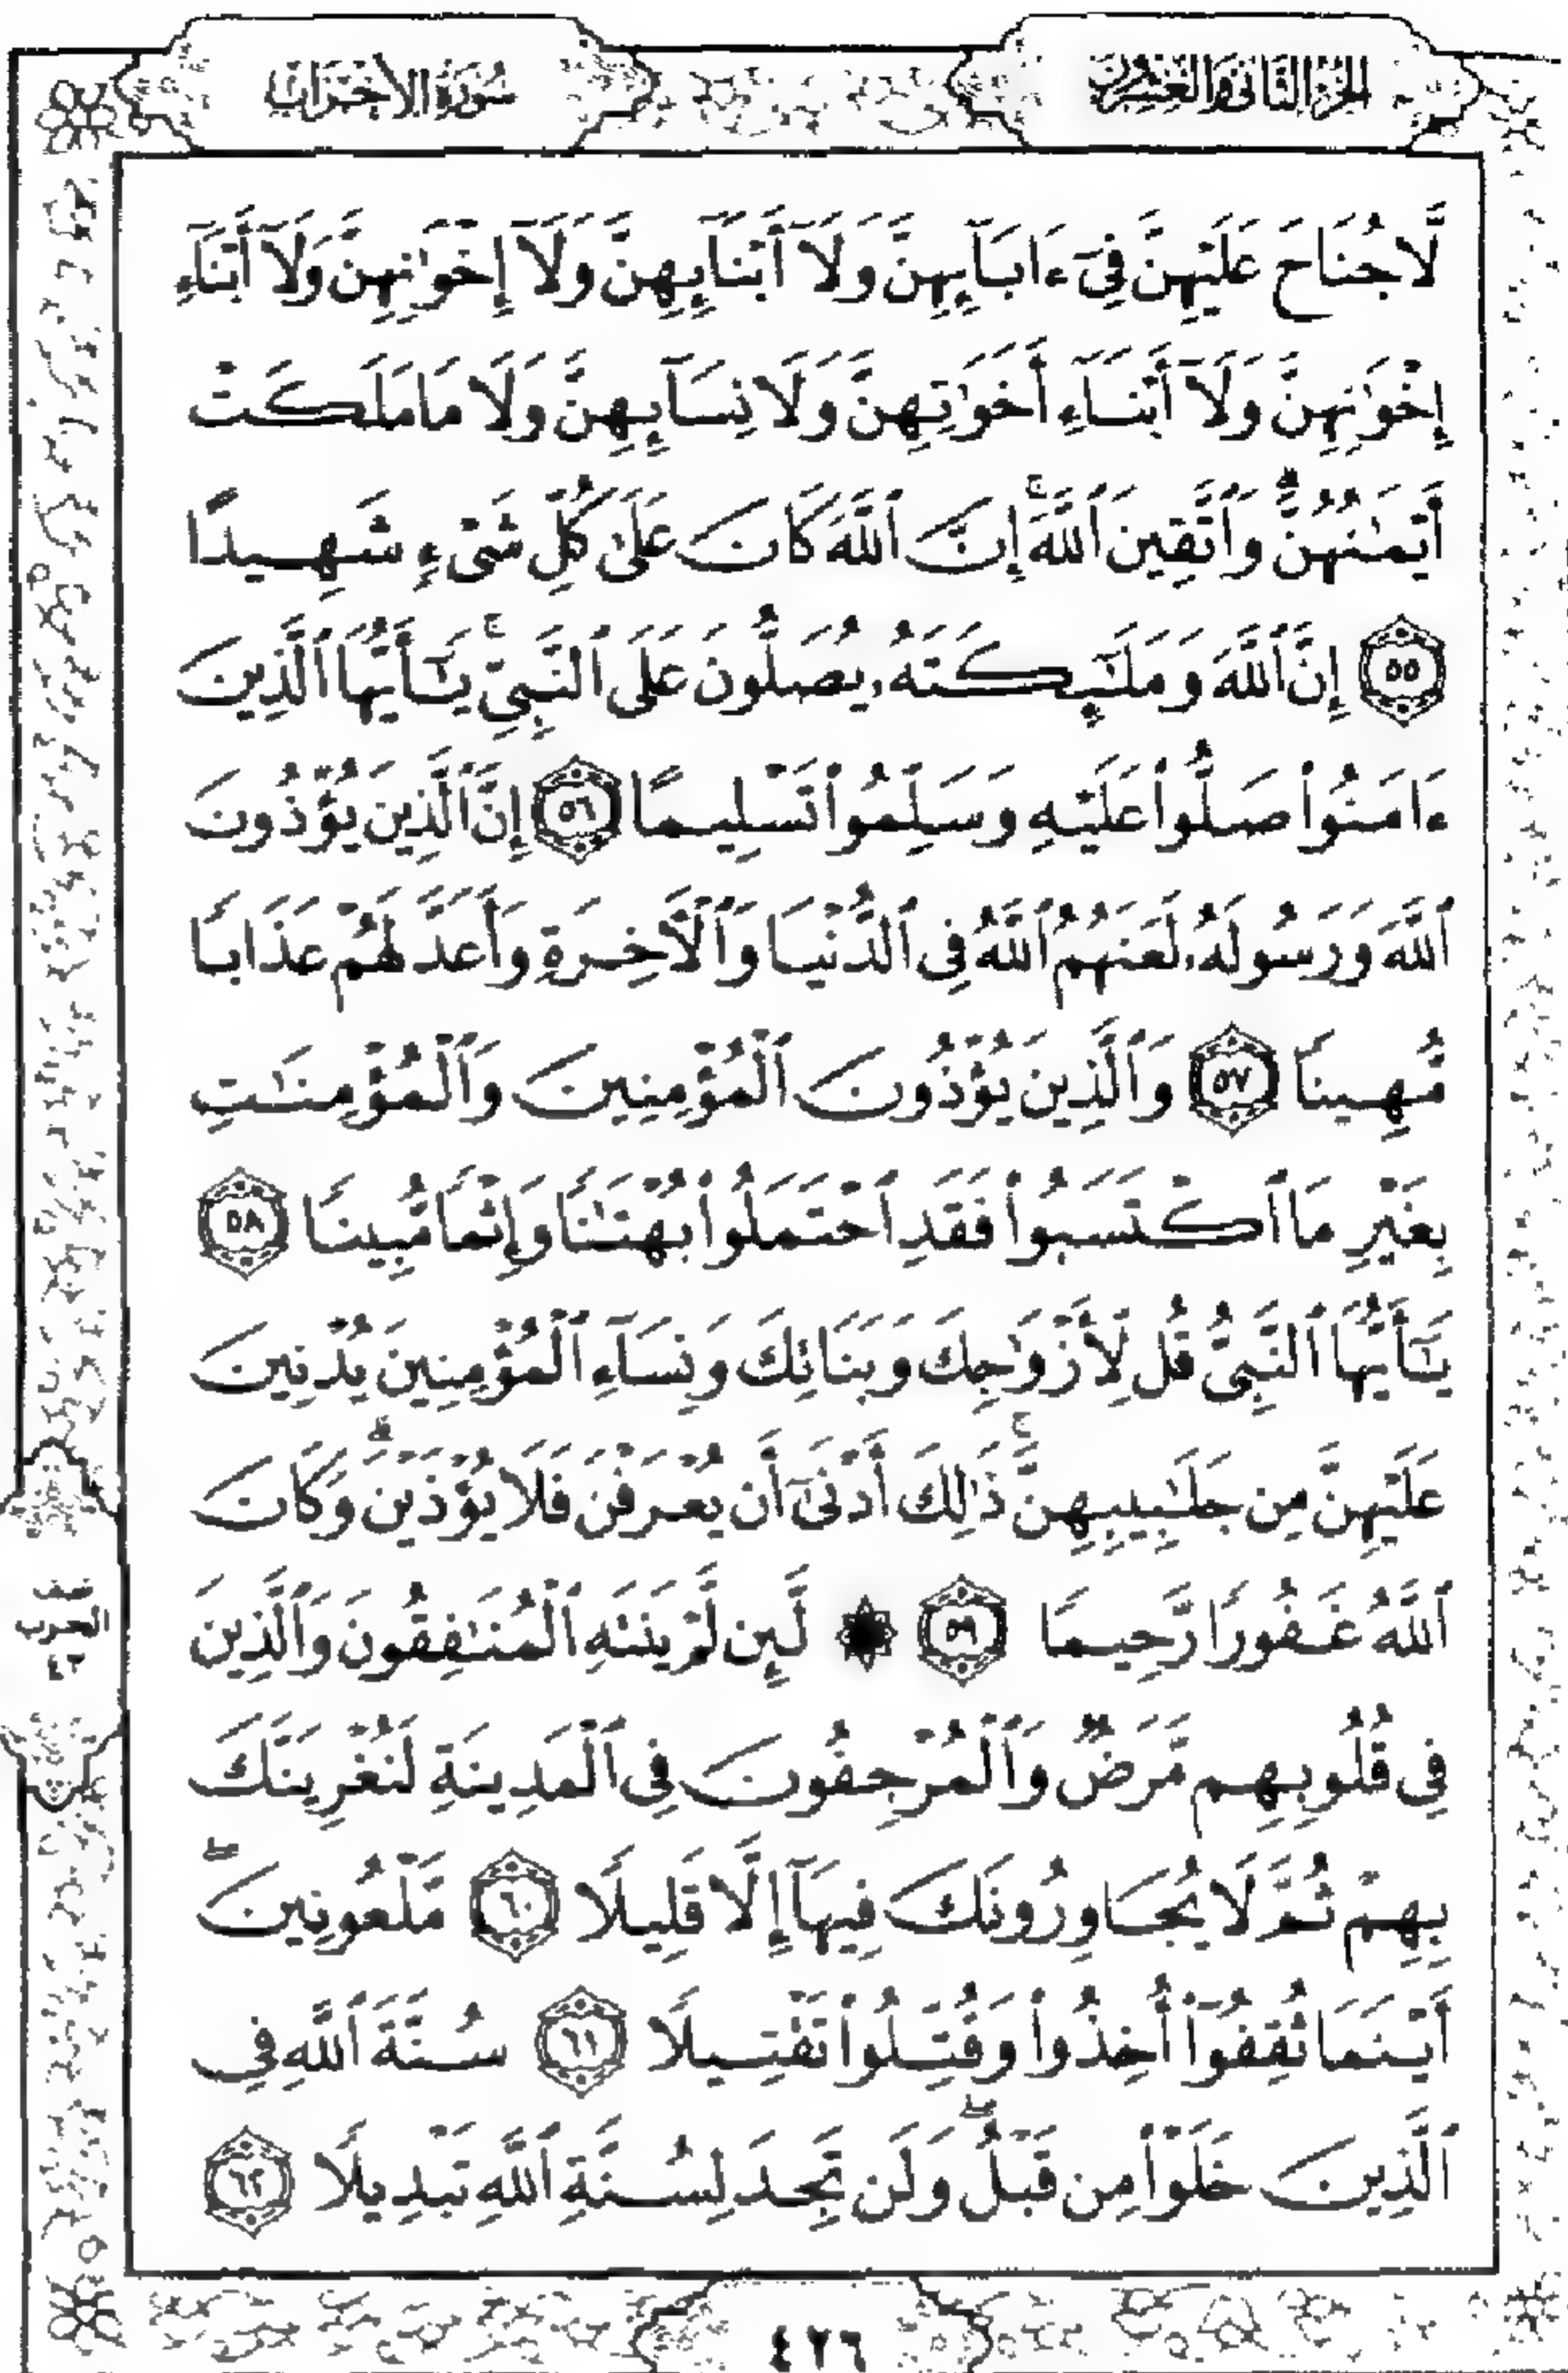 الجزء الثاني والعشرون
سُورَةُ الأَحْزَابِ
لَّا جُنَاحَ عَلَيْهِنَّ فِىٓ ءَابَآئِهِنَّ وَلَآ أَبْنَآئِهِنَّ وَلَآ إِخْوَٰنِهِنَّ وَلَآ أَبْنَآءِ
إِخْوَٰنِهِنَّ وَلَآ أَبْنَآءِ أَخَوَٰتِهِنَّ وَلَا نِسَآئِهِنَّ وَلَا مَا مَلَكَتْ
أَيْمَٰنُهُنَّ ۗ وَٱتَّقِينَ ٱللَّهَ ۚ إِنَّ ٱللَّهَ كَانَ عَلَىٰ كُلِّ شَىْءٍ شَهِيدًا
٥٥ إِنَّ ٱللَّهَ وَمَلَٰٓئِكَتَهُۥ يُصَلُّونَ عَلَى ٱلنَّبِىِّ ۚ يَٰٓأَيُّهَا ٱلَّذِينَ
ءَامَنُوا۟ صَلُّوا۟ عَلَيْهِ وَسَلِّمُوا۟ تَسْلِيمًا ٥٦ إِنَّ ٱلَّذِينَ يُؤْذُونَ
ٱللَّهَ وَرَسُولَهُۥ لَعَنَهُمُ ٱللَّهُ فِى ٱلدُّنْيَا وَٱلْأَخِرَةِ وَأَعَدَّ لَهُمْ عَذَابًا
مُّهِينًا ٥٧ وَٱلَّذِينَ يُؤْذُونَ ٱلْمُؤْمِنِينَ وَٱلْمُؤْمِنَٰتِ
بِغَيْرِ مَا ٱكْتَسَبُوا۟ فَقَدِ ٱحْتَمَلُوا۟ بُهْتَٰنًا وَإِثْمًا مُّبِينًا ٥٨
يَٰٓأَيُّهَا ٱلنَّبِىُّ قُل لِّأَزْوَٰجِكَ وَبَنَاتِكَ وَنِسَآءِ ٱلْمُؤْمِنِينَ يُدْنِينَ
عَلَيْهِنَّ مِن جَلَٰبِيبِهِنَّ ۚ ذَٰلِكَ أَدْنَىٰٓ أَن يُعْرَفْنَ فَلَا يُؤْذَيْنَ ۗ وَكَانَ
ٱللَّهُ غَفُورًا رَّحِيمًا ٥٩ ۞ لَّئِن لَّمْ يَنتَهِ ٱلْمُنَٰفِقُونَ وَٱلَّذِينَ
فِى قُلُوبِهِم مَّرَضٌ وَٱلْمُرْجِفُونَ فِى ٱلْمَدِينَةِ لَنُغْرِيَنَّكَ
بِهِمْ ثُمَّ لَا يُجَاوِرُونَكَ فِيهَآ إِلَّا قَلِيلًا ٦٠ مَّلْعُونِينَ ۖ
أَيْنَمَا ثُقِفُوٓا۟ أُخِذُوا۟ وَقُتِّلُوا۟ تَقْتِيلًا ٦١ سُنَّةَ ٱللَّهِ فِى
ٱلَّذِينَ خَلَوْا۟ مِن قَبْلُ ۖ وَلَن تَجِدَ لِسُنَّةِ ٱللَّهِ تَبْدِيلًا ٦٢
نصف
الحزب
٤٣
٤٢٦